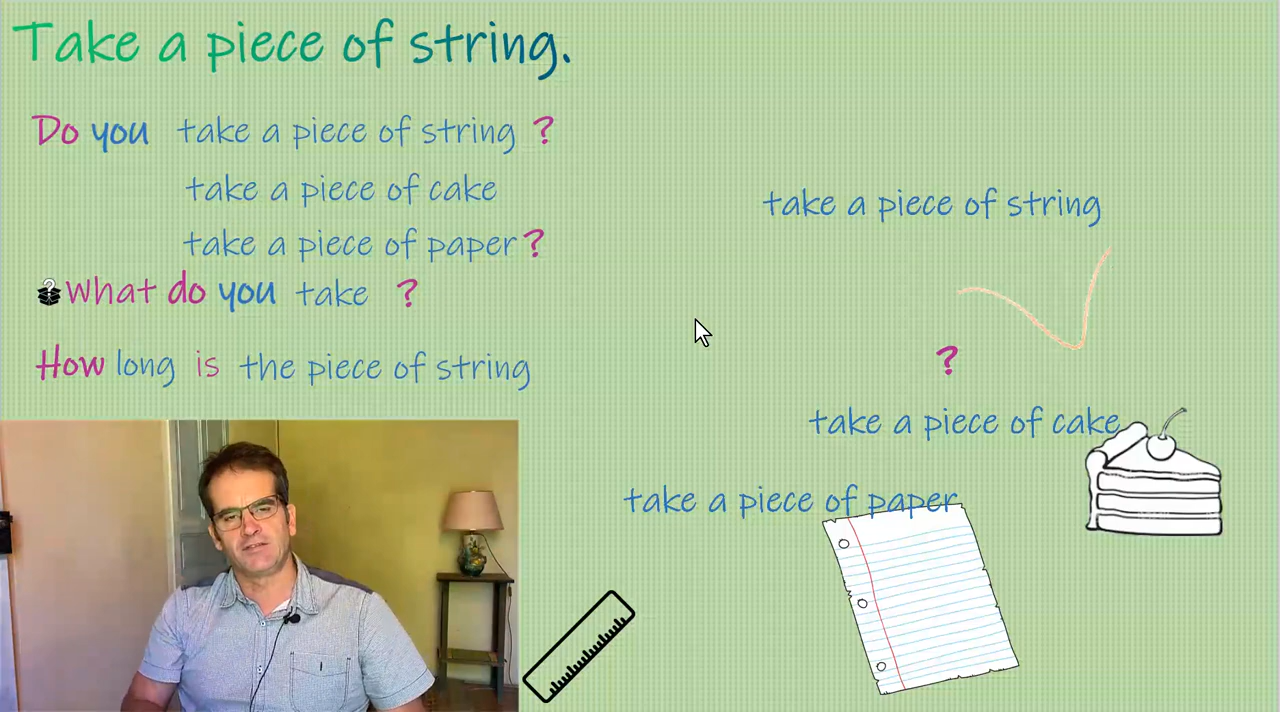 Take a piece of string.
Do you take a piece of string ?
take a piece of cake
take a piece of paper ?
What do you take ?
How long is the piece of string
take a piece of string
?
take a piece of cake
take a piece of paper